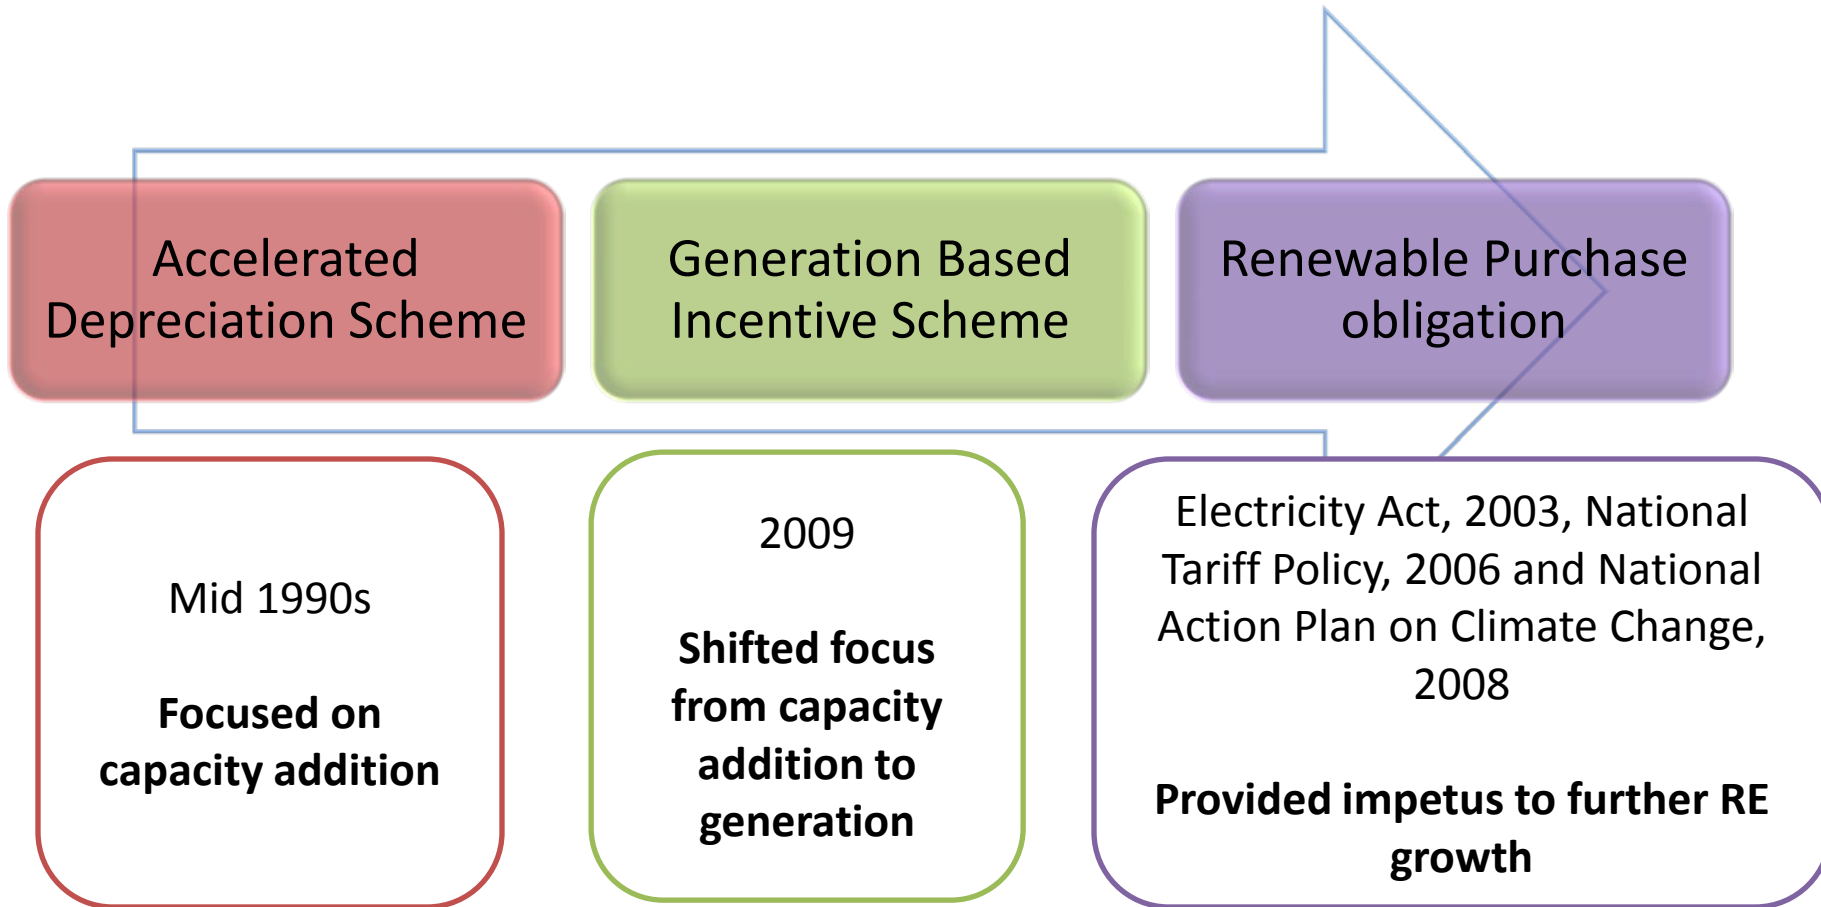 Accelerated
Depreciation Scheme
Generation Based
Incentive Scheme
Renewable Purchase
obligation
Mid 1990s
Focused on
capacity addition
2009
Shifted focus
from capacity
addition to
generation
Electricity Act, 2003, National
Tariff Policy, 2006 and National
Action Plan on Climate Change,
2008
Provided impetus to further RE
growth